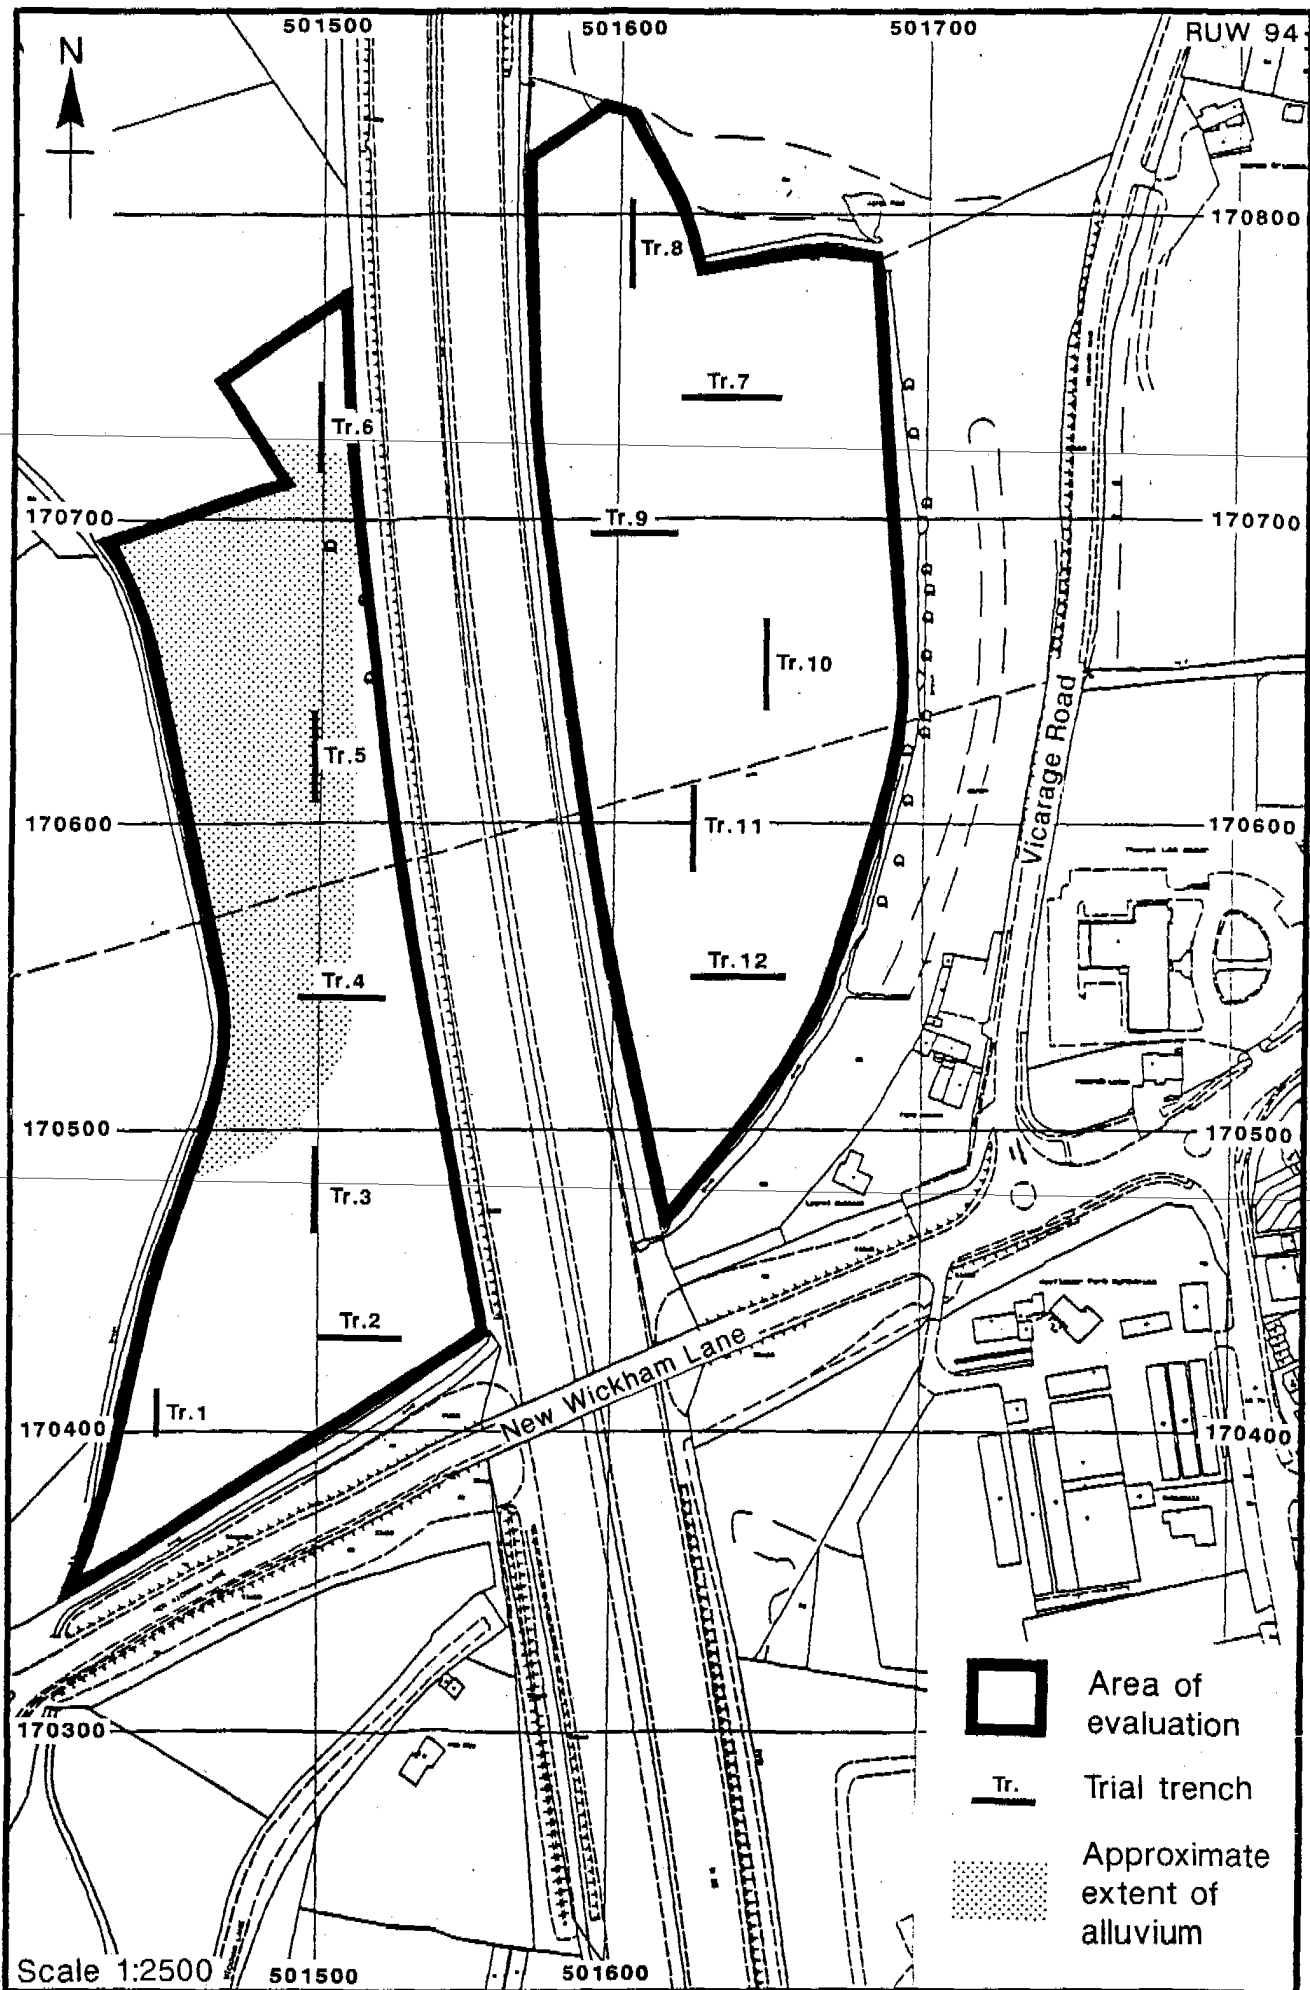 501500
501600
501700
RUW 94
N
170800
Tr.8
Tr.7
Tr.6
170700
Tr.9
170700
Tr.10
Tr.5
Vicarage Road
170600
Tr.11
170600
Tr.12
Tr.4
170500
170500
Tr.3
Tr.2
New Wickham Lane
Tr.1
170400
170400
Area of
evaluation
170300
Tr.
Trial trench
Approximate
extent of
alluvium
Scale 1:2500
501500
501600